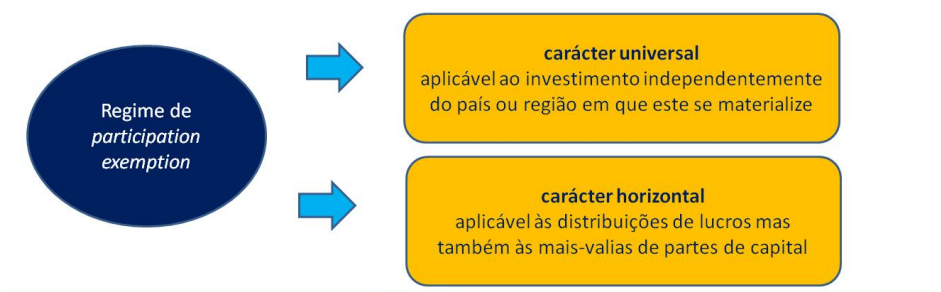 Regime de
participation
exemption
carácter universal
aplicável ao investimento independentemente
do país ou região em que este se materialize
carácter horizontal
aplicável às distribuições de lucros mas
também às mais-valias de partes de capital